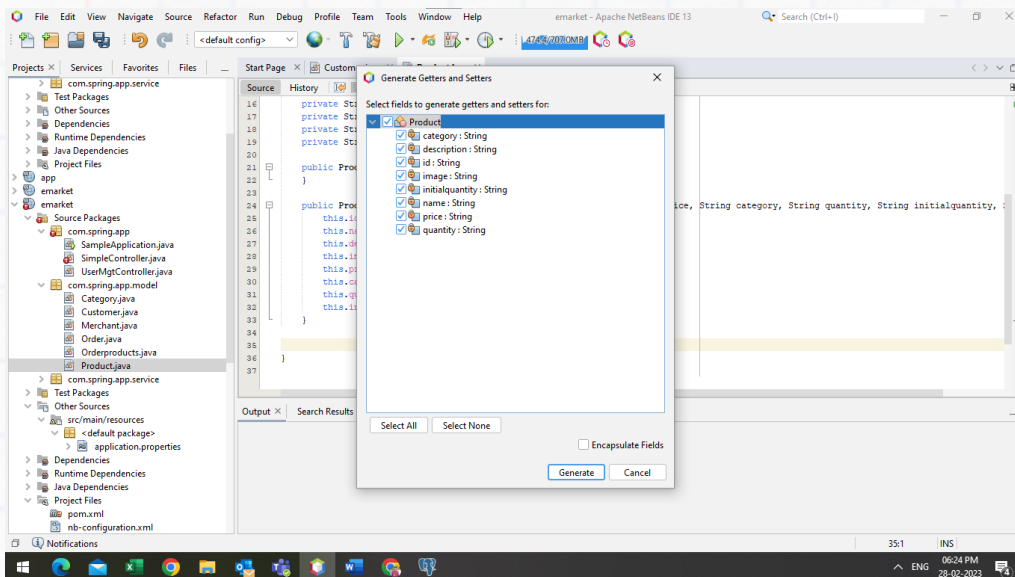 File Edit View Navigate Source Refactor Run Debug Profile Team Tools Window Help
emarket - Apache NetBeans IDE 13
Search (Ctrl+I)
<default config>
Projects Services Favorites Files
com.spring.app.service
Test Packages
Other Sources
Dependencies
Runtime Dependencies
Java Dependencies
Project Files
app
emarket
emarket
Source Packages
com.spring.app
SampleApplication.java
SimpleController.java
UserMgtController.java
com.spring.app.model
Category.java
Customer.java
Merchant.java
Order.java
Orderproducts.java
Product.java
com.spring.app.service
Test Packages
Other Sources
src/main/resources
<default package>
application.properties
Dependencies
Runtime Dependencies
Java Dependencies
Project Files
pom.xml
nb-configuration.xml
Start Page
Source History
16 private
17 private
18 private
19 private
20
21 public
22 }
23
24 public
ice, String category, String quantity, String initialquantity,
25
26
27
28
29
30
31
32
33 }
34
35
36 }
37
Generate Getters and Setters
Select fields to generate getters and setters for:
Product
category : String
description : String
id : String
image : String
initialquantity : String
name : String
price : String
quantity : String
Select All Select None
Encapsulate Fields
Generate Cancel
Output Search Results
Notifications
35:1 INS
ENG
06:24 PM
28-02-2023